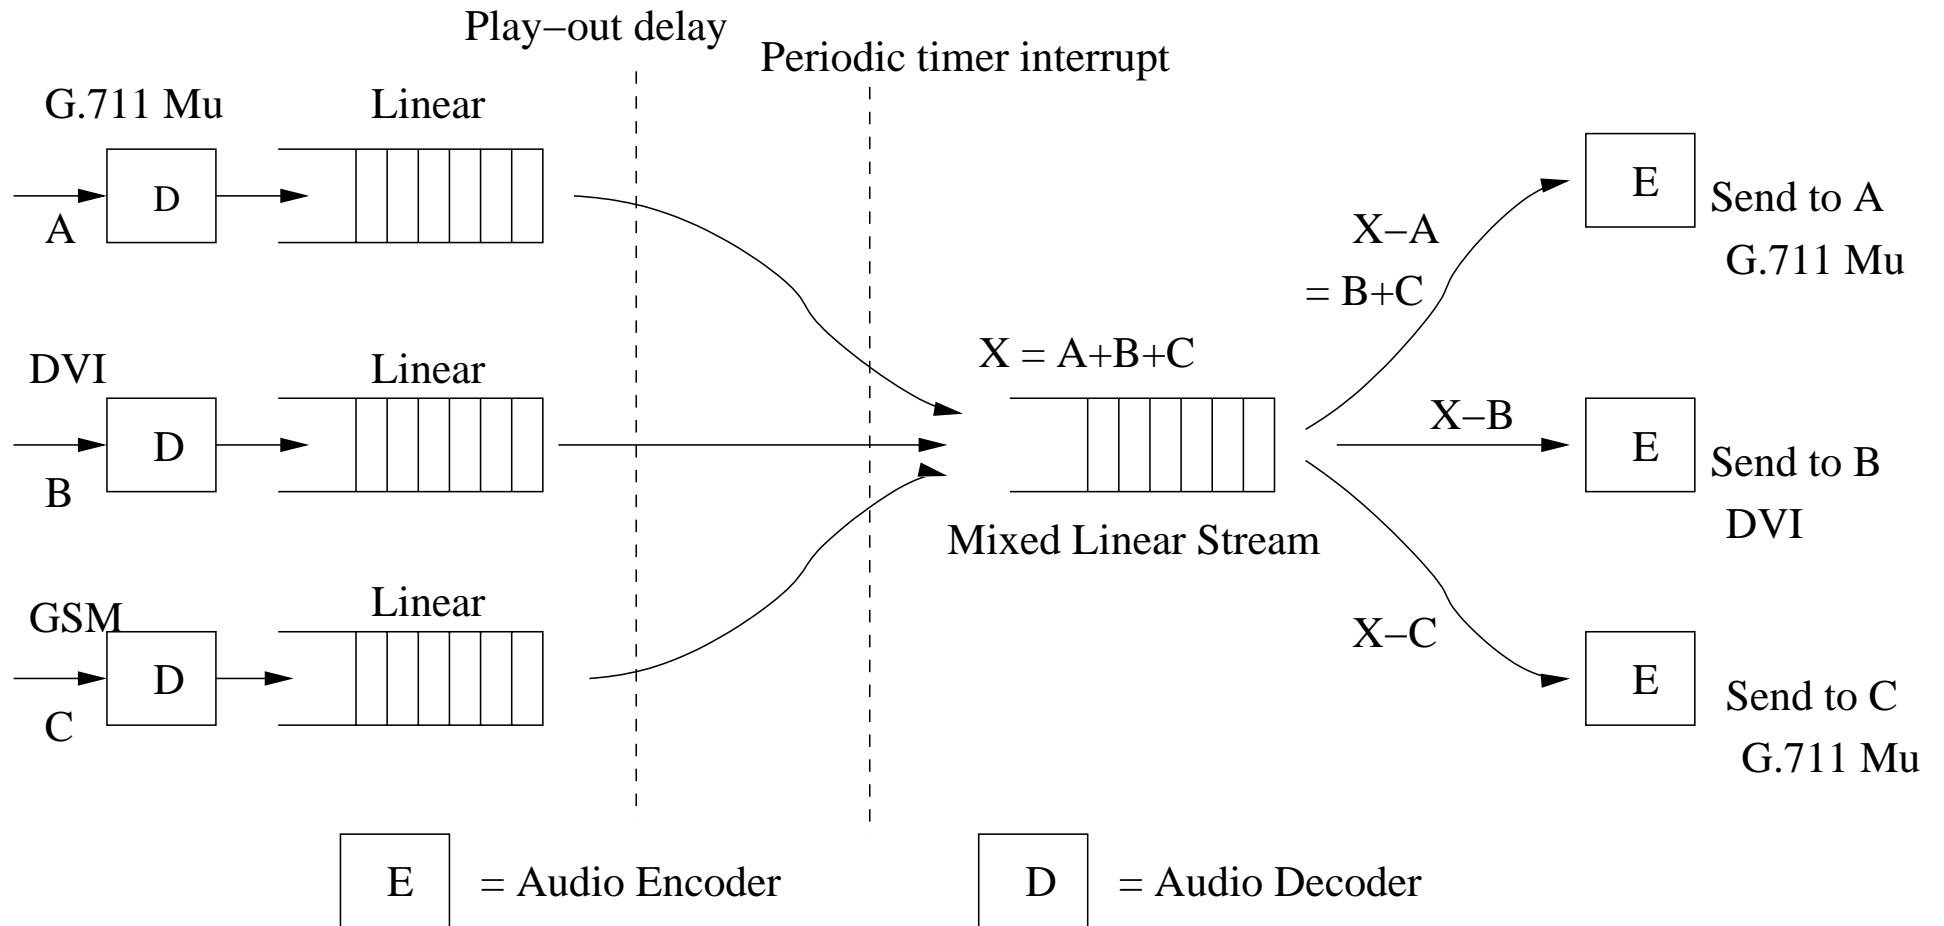 Play−out delay
Periodic timer interrupt
G.711 Mu
Linear
D
A
E
Send to A
G.711 Mu
X−A
= B+C
X = A+B+C
DVI
Linear
D
B
X−B
E
Send to B
DVI
Mixed Linear Stream
GSM
Linear
D
C
X−C
E
Send to C
G.711 Mu
E
= Audio Encoder
D
= Audio Decoder